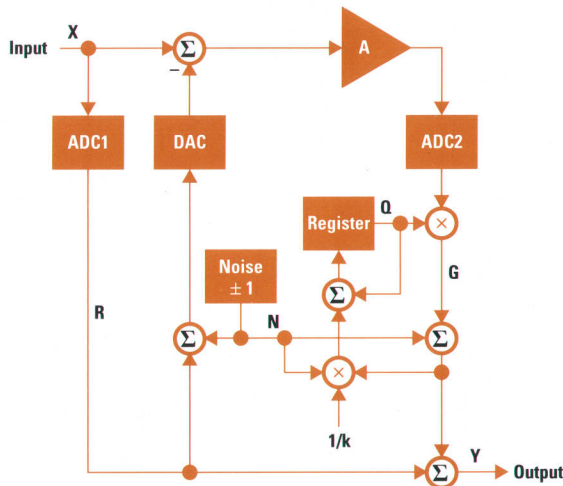 X
Input
Σ
−
A
ADC1
DAC
ADC2
Q
Register
×
Noise
± 1
Σ
G
R
N
Σ
Σ
×
1/k
Y
Σ
Output